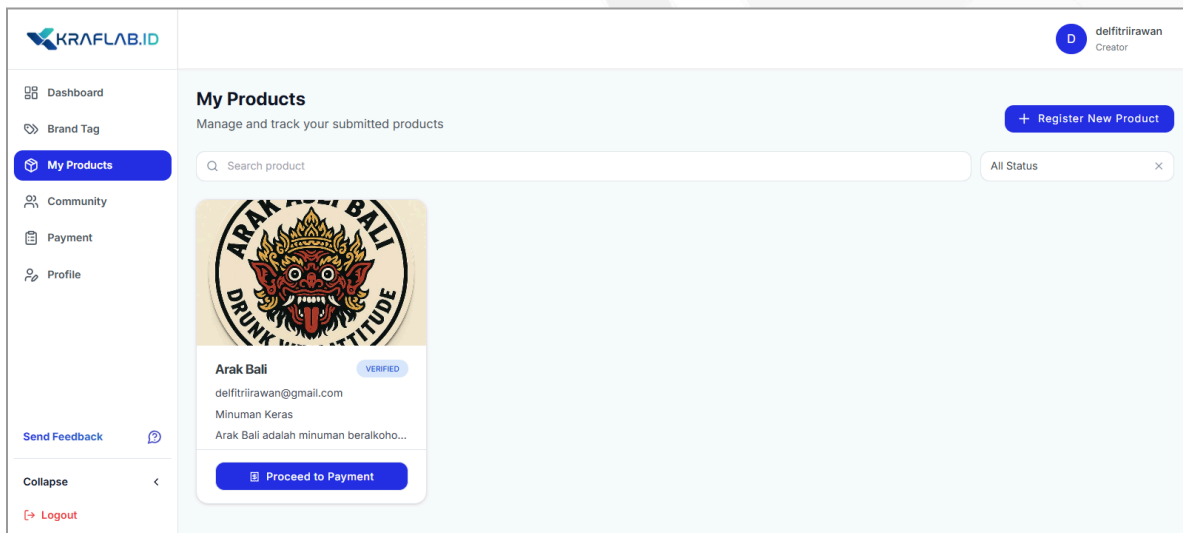 KRAFLAB.ID
D
delfitriirawan
Creator
Dashboard
Brand Tag
My Products
Community
Payment
Profile
Send Feedback
Collapse
Logout
My Products
Manage and track your submitted products
+ Register New Product
Search product
All Status
ARAK ASLI BALI
DRUNK WITH ATTITUDE
Arak Bali
VERIFIED
delfitriirawan@gmail.com
Minuman Keras
Arak Bali adalah minuman beralkoho...
Proceed to Payment